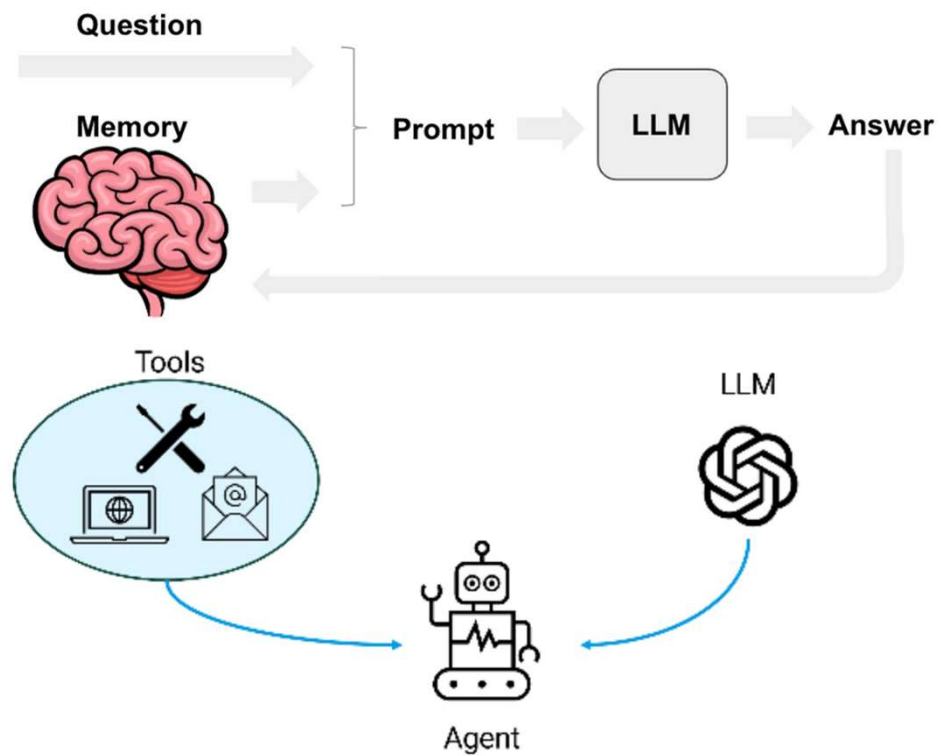 Question
Memory
Prompt
LLM
Answer
Tools
@
LLM
Agent